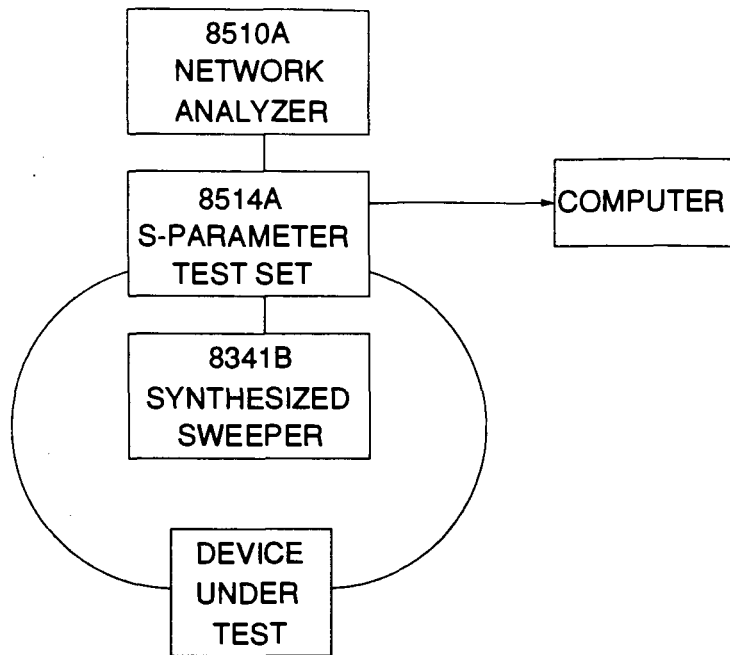 8510A
NETWORK
ANALYZER
8514A
S-PARAMETER
TEST SET
COMPUTER
8341B
SYNTHESIZED
SWEEPER
DEVICE
UNDER
TEST